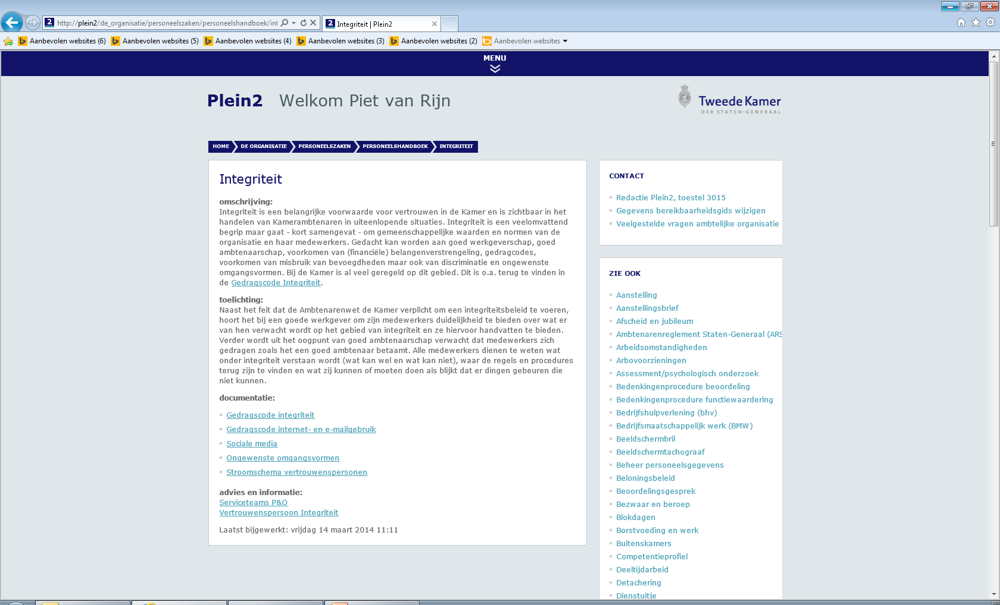 http://plein2/de_organisatie/personeelszaken/personeelshandboek/int
Integriteit | Plein2
Aanbevolen websites (6)
Aanbevolen websites (5)
Aanbevolen websites (4)
Aanbevolen websites (3)
Aanbevolen websites (2)
Aanbevolen websites
MENU
Plein2 Welkom Piet van Rijn
Tweede Kamer
DER STATEN-GENERAAL
HOME
DE ORGANISATIE
PERSONEELSZAKEN
PERSONEELSHANDBOEK
INTEGRITEIT
Integriteit
omschrijving:
Integriteit is een belangrijke voorwaarde voor vertrouwen in de Kamer en is zichtbaar in het
handelen van Kamerambtenaren in uiteenlopende situaties. Integriteit is een veelomvattend
begrip maar gaat - kort samengevat - om gemeenschappelijke waarden en normen van de
organisatie en haar medewerkers. Gedacht kan worden aan goed werkgeverschap, goed
ambtenaarschap, voorkomen van (financiële) belangenverstrengeling, gedragcodes,
voorkomen van misbruik van bevoegdheden maar ook van discriminatie en ongewenste
omgangsvormen. Bij de Kamer is al veel geregeld op dit gebied. Dit is o.a. terug te vinden in
de Gedragscode Integriteit.
toelichting:
Naast het feit dat de Ambtenarenwet de Kamer verplicht om een integriteitsbeleid te voeren,
hoort het bij een goede werkgever om zijn medewerkers duidelijkheid te bieden over wat er
van hen verwacht wordt op het gebied van integriteit en ze hiervoor handvatten te bieden.
Verder wordt uit het oogpunt van goed ambtenaarschap verwacht dat medewerkers zich
gedragen zoals het een goed ambtenaar betaamt. Alle medewerkers dienen te weten wat
onder integriteit verstaan wordt (wat kan wel en wat kan niet), waar de regels en procedures
terug zijn te vinden en wat zij kunnen of moeten doen als blijkt dat er dingen gebeuren die
niet kunnen.
documentatie:
Gedragscode integriteit
Gedragscode internet- en e-mailgebruik
Sociale media
Ongewenste omgangsvormen
Stroomschema vertrouwenspersonen
advies en informatie:
Serviceteams P&O
Vertrouwenspersoon Integriteit
Laatst bijgewerkt: vrijdag 14 maart 2014 11:11
CONTACT
Redactie Plein2, toestel 3015
Gegevens bereikbaarheidsgids wijzigen
Veelgestelde vragen ambtelijke organisatie
ZIE OOK
Aanstelling
Aanstellingsbrief
Afscheid en jubileum
Ambtenarenreglement Staten-Generaal (ARS
Arbeidsomstandigheden
Arbovoorzieningen
Assessment/psychologisch onderzoek
Bedenkingenprocedure beoordeling
Bedenkingenprocedure functiewaardering
Bedrijfshulpverlening (bhv)
Bedrijfsmaatschappelijk werk (BMW)
Beeldschermbril
Beeldschermtachograaf
Beheer personeelsgegevens
Beloningsbeleid
Beoordelingsgesprek
Bezwaar en beroep
Blokdagen
Borstvoeding en werk
Buitenskamers
Competentieprofiel
Deeltijdarbeid
Detachering
Dienstuitje